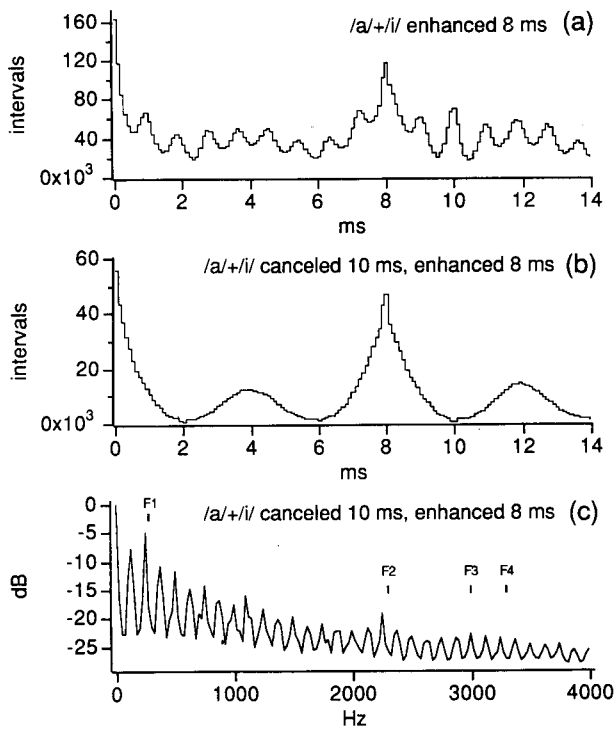 /a/+/i/ enhanced 8 ms (a)
intervals
160
120
80
40
0x10³
0 2 4 6 8 10 12 14
ms
/a/+/i/ canceled 10 ms, enhanced 8 ms (b)
intervals
60
40
20
0x10³
0 2 4 6 8 10 12 14
ms
/a/+/i/ canceled 10 ms, enhanced 8 ms (c)
dB
0
-5
-10
-15
-20
-25
F1
F2 F3 F4
0 1000 2000 3000 4000
Hz